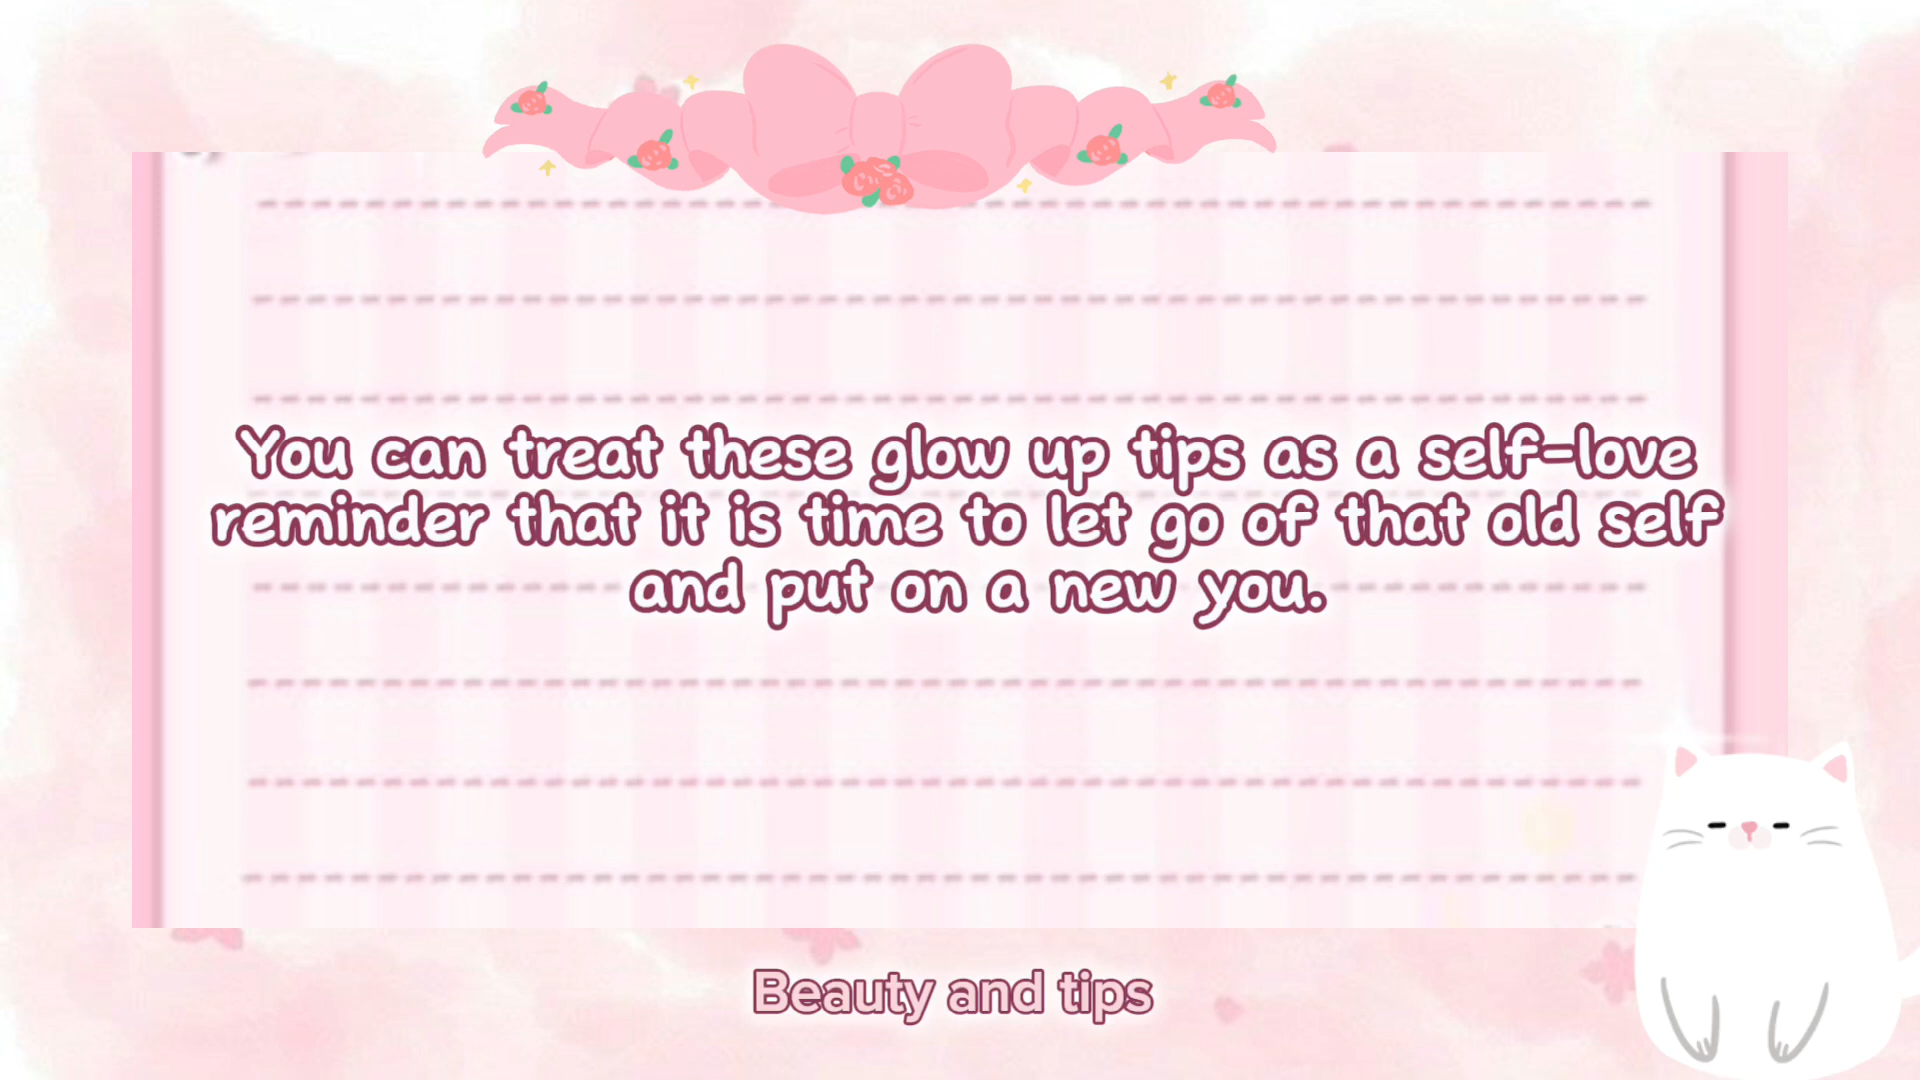 You can treat these glow up tips as a self-love
reminder that it is time to let go of that old self
and put on a new you.
Beauty and tips